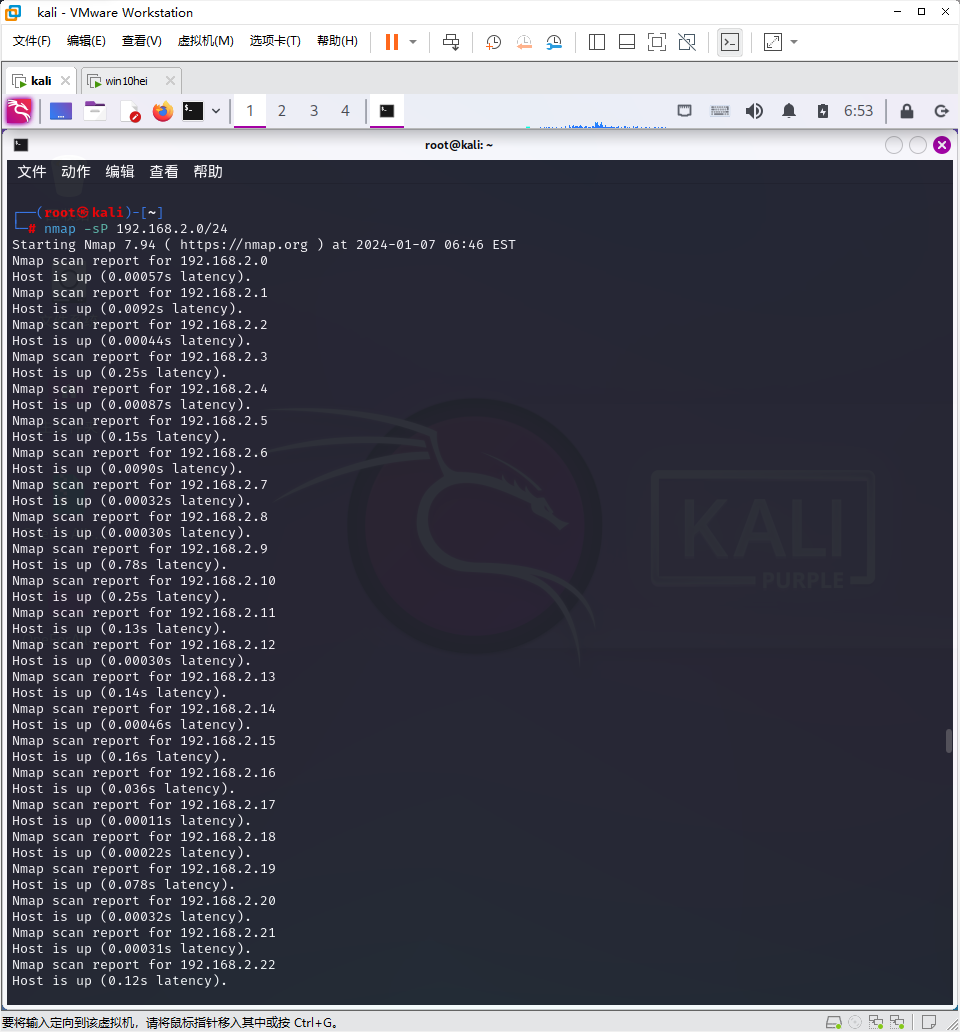 kali - VMware Workstation
文件(F) 编辑(E) 查看(V) 虚拟机(M) 选项卡(T) 帮助(H)
kali win10hei
1 2 3 4 6:53
root@kali: ~
文件 动作 编辑 查看 帮助
┌──(root㉿kali)-[~]
└─# nmap -sP 192.168.2.0/24
Starting Nmap 7.94 ( https://nmap.org ) at 2024-01-07 06:46 EST
Nmap scan report for 192.168.2.0
Host is up (0.00057s latency).
Nmap scan report for 192.168.2.1
Host is up (0.0092s latency).
Nmap scan report for 192.168.2.2
Host is up (0.00044s latency).
Nmap scan report for 192.168.2.3
Host is up (0.25s latency).
Nmap scan report for 192.168.2.4
Host is up (0.00087s latency).
Nmap scan report for 192.168.2.5
Host is up (0.15s latency).
Nmap scan report for 192.168.2.6
Host is up (0.0090s latency).
Nmap scan report for 192.168.2.7
Host is up (0.00032s latency).
Nmap scan report for 192.168.2.8
Host is up (0.00030s latency).
Nmap scan report for 192.168.2.9
Host is up (0.78s latency).
Nmap scan report for 192.168.2.10
Host is up (0.25s latency).
Nmap scan report for 192.168.2.11
Host is up (0.13s latency).
Nmap scan report for 192.168.2.12
Host is up (0.00030s latency).
Nmap scan report for 192.168.2.13
Host is up (0.14s latency).
Nmap scan report for 192.168.2.14
Host is up (0.00046s latency).
Nmap scan report for 192.168.2.15
Host is up (0.16s latency).
Nmap scan report for 192.168.2.16
Host is up (0.036s latency).
Nmap scan report for 192.168.2.17
Host is up (0.00011s latency).
Nmap scan report for 192.168.2.18
Host is up (0.00022s latency).
Nmap scan report for 192.168.2.19
Host is up (0.078s latency).
Nmap scan report for 192.168.2.20
Host is up (0.00032s latency).
Nmap scan report for 192.168.2.21
Host is up (0.00031s latency).
Nmap scan report for 192.168.2.22
Host is up (0.12s latency).
KALI
PURPLE
要将输入定向到该虚拟机，请将鼠标指针移入其中或按 Ctrl+G。